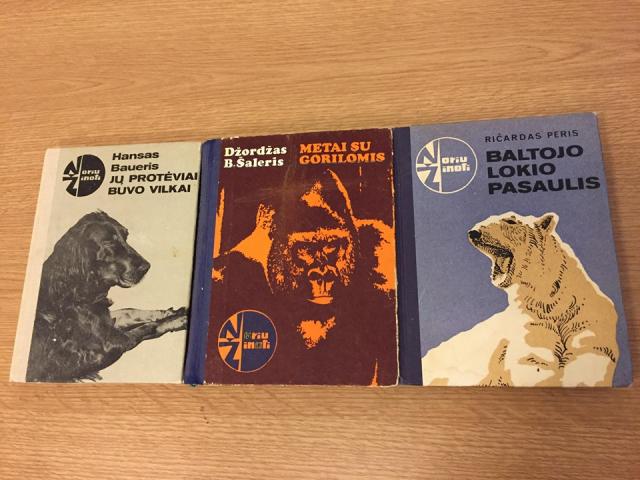 Hansas
Baueris
JŲ PROTĖVIAI
BUVO VILKAI
Noriu
Žinoti
Džordžas
B.Šaleris
METAI SU
GORILOMIS
Noriu
Žinoti
RIČARDAS PERIS
BALTOJO
LOKIO
PASAULIS
Noriu
Žinoti